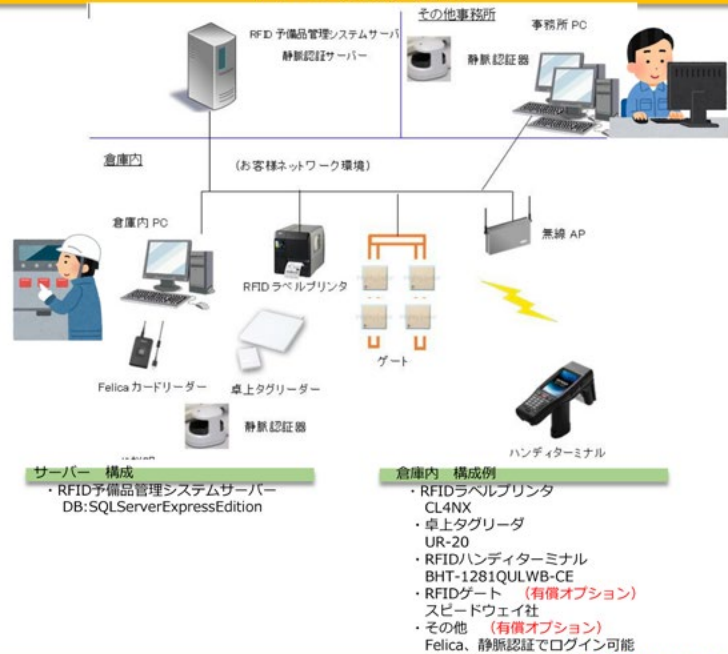 その他事務所
事務所 PC
RFID 予備品管理システムサーバ
静脈認証サーバー
静脈認証器
倉庫内
(お客様ネットワーク環境)
倉庫内 PC
無線 AP
RFID ラベルプリンタ
ゲート
Felica カードリーダー
卓上タグリーダー
静脈認証器
ハンディターミナル
サーバー 構成
・RFID予備品管理システムサーバー
DB:SQLServerExpressEdition
倉庫内 構成例
・RFIDラベルプリンタ
CL4NX
・卓上タグリーダ
UR-20
・RFIDハンディターミナル
BHT-1281QULWB-CE
・RFIDゲート (有償オプション)
スピードウェイ社
・その他 (有償オプション)
Felica、静脈認証でログイン可能